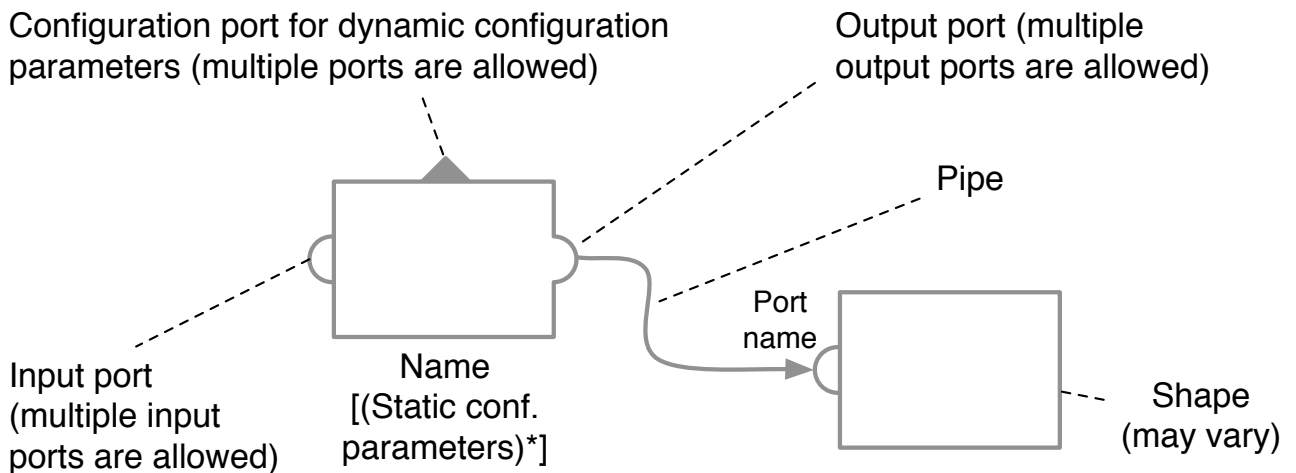 Configuration port for dynamic configuration
parameters (multiple ports are allowed)
Output port (multiple
output ports are allowed)
Pipe
Port
name
Input port
(multiple input
ports are allowed)
Name
[(Static conf.
parameters)*]
Shape
(may vary)